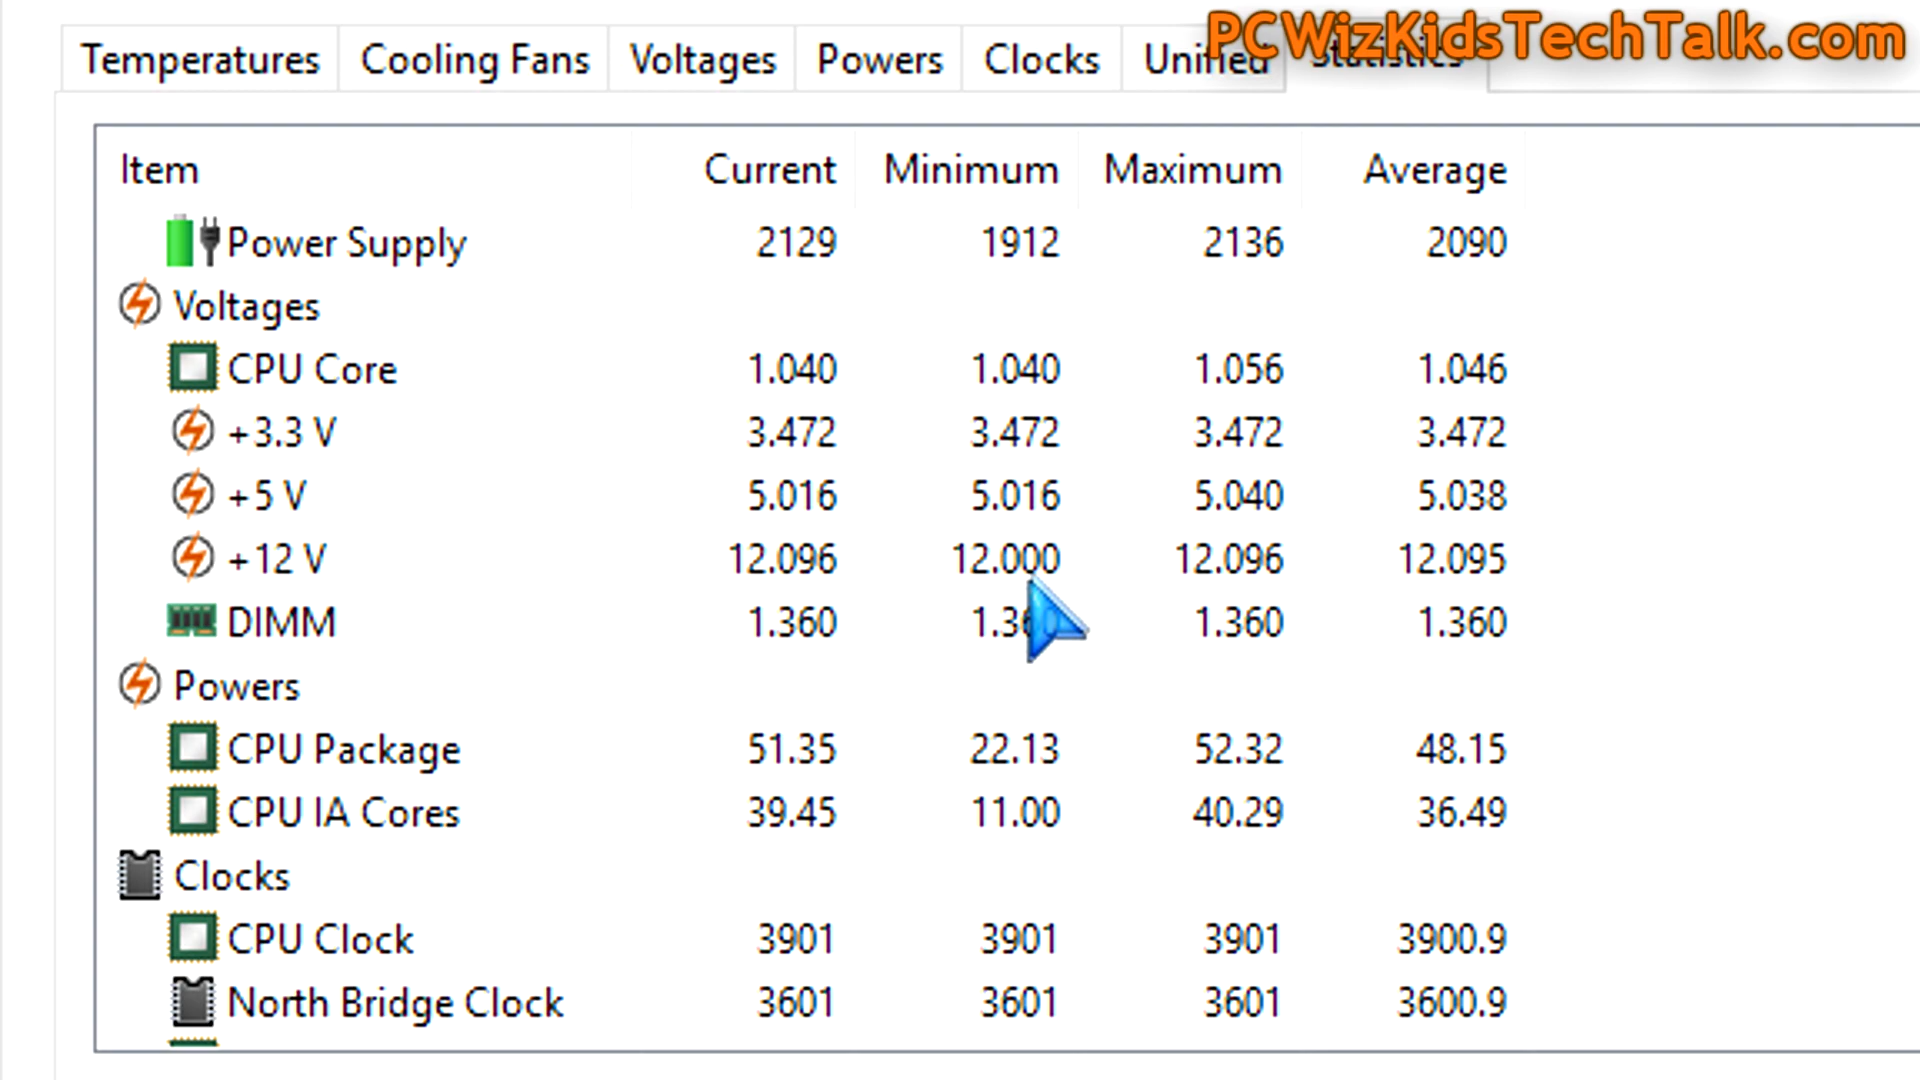 PCWizKidsTechTalk.com
Temperatures Cooling Fans Voltages Powers Clocks Unified Statistics
Item Current Minimum Maximum Average
Power Supply 2129 1912 2136 2090
Voltages
CPU Core 1.040 1.040 1.056 1.046
+3.3 V 3.472 3.472 3.472 3.472
+5 V 5.016 5.016 5.040 5.038
+12 V 12.096 12.000 12.096 12.095
DIMM 1.360 1.360 1.360 1.360
Powers
CPU Package 51.35 22.13 52.32 48.15
CPU IA Cores 39.45 11.00 40.29 36.49
Clocks
CPU Clock 3901 3901 3901 3900.9
North Bridge Clock 3601 3601 3601 3600.9